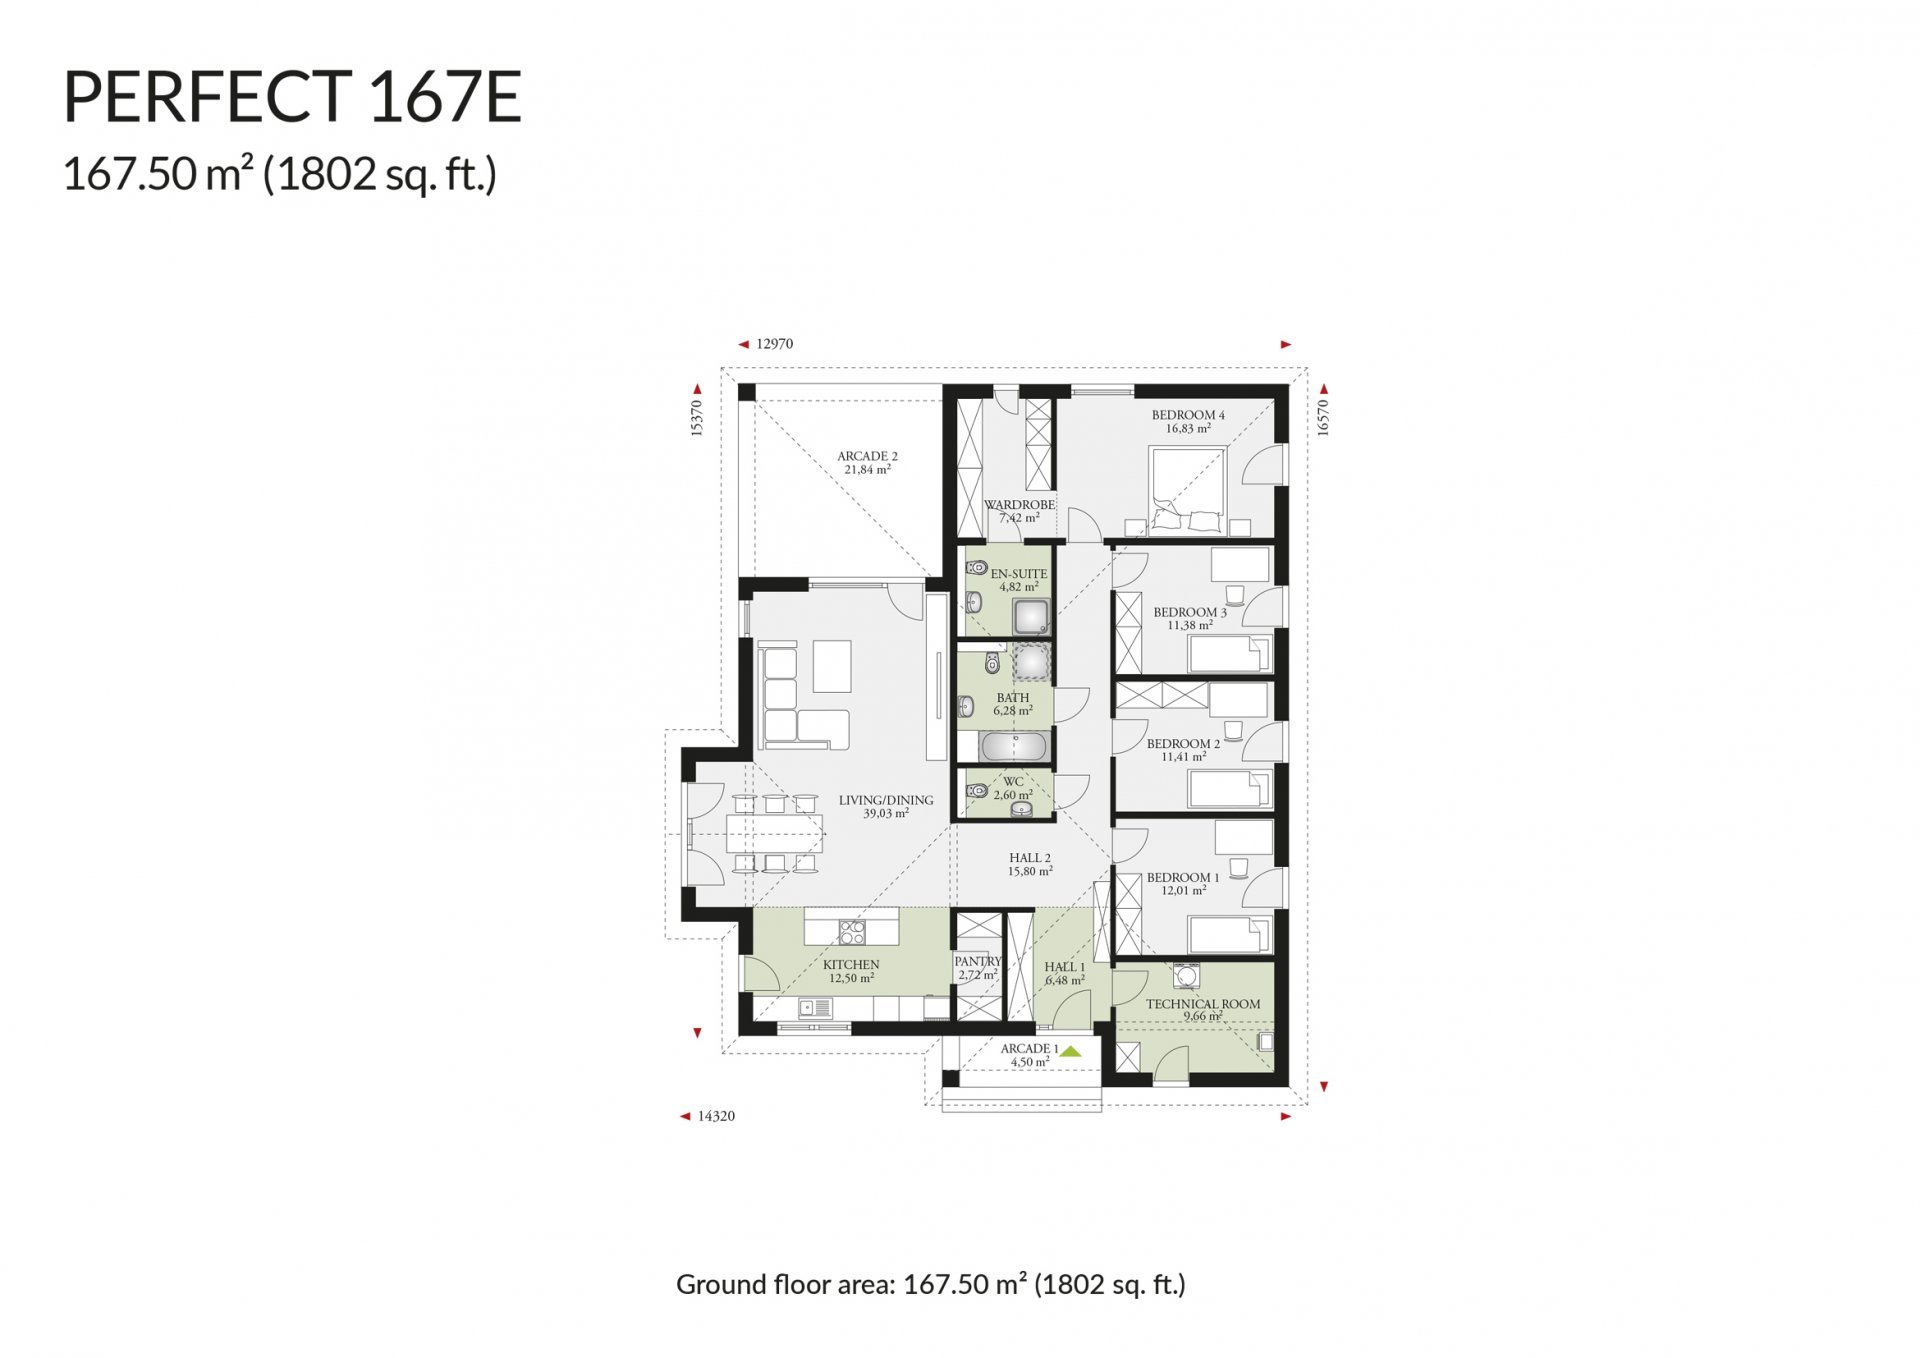 PERFECT 167E
167.50 m² (1802 sq. ft.)
12970
15370
16570
BEDROOM 4
16,83 m²
ARCADE 2
21,84 m²
WARDROBE
7,42 m²
EN-SUITE
4,82 m²
BEDROOM 3
11,38 m²
BATH
6,28 m²
BEDROOM 2
11,41 m²
WC
2,60 m²
LIVING/DINING
39,03 m²
HALL 2
15,80 m²
BEDROOM 1
12,01 m²
KITCHEN
12,50 m²
PANTRY
2,72 m²
HALL 1
6,48 m²
TECHNICAL ROOM
9,66 m²
ARCADE 1
4,50 m²
14320
Ground floor area: 167.50 m² (1802 sq. ft.)